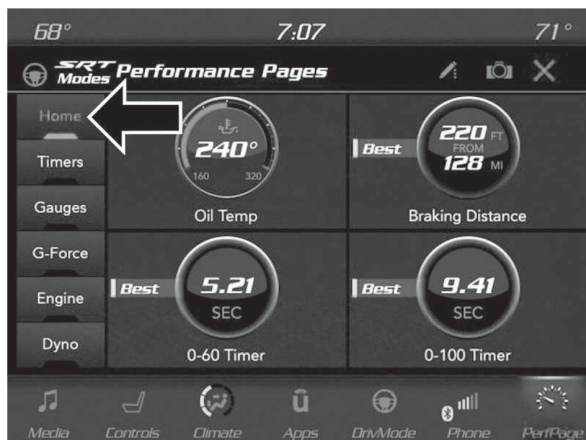 68° 7:07 71°
SRT Modes Performance Pages
Home
Timers
Gauges
G-Force
Engine
Dyno
240°
160 320
Oil Temp
Best 220 FT
FROM
128 MI
Braking Distance
Best 5.21
SEC
0-60 Timer
Best 9.41
SEC
0-100 Timer
Media Controls Climate Apps DrivMode Phone PerfPage